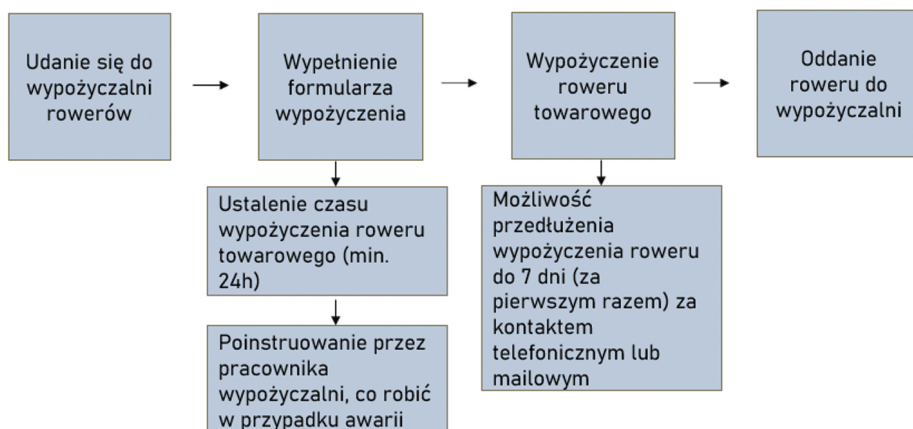 Udanie się do
wypożyczalni
rowerów
Wypełnienie
formularza
wypożyczenia
Wypożyczenie
roweru
towarowego
Oddanie
roweru do
wypożyczalni
Ustalenie czasu
wypożyczenia roweru
towarowego (min.
24h)
Poinstruowanie przez
pracownika
wypożyczalni, co robić
w przypadku awarii
Możliwość
przedłużenia
wypożyczenia roweru
do 7 dni (za
pierwszym razem) za
kontaktem
telefonicznym lub
mailowym